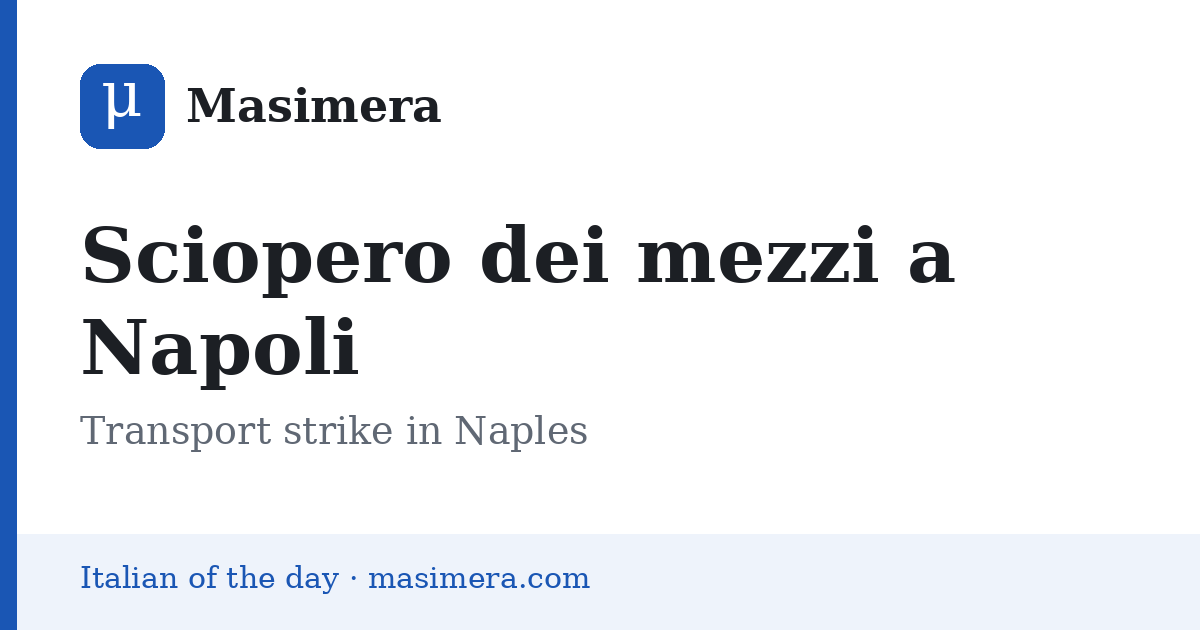 μ
Masimera
Sciopero dei mezzi a
Napoli
Transport strike in Naples
Italian of the day · masimera.com